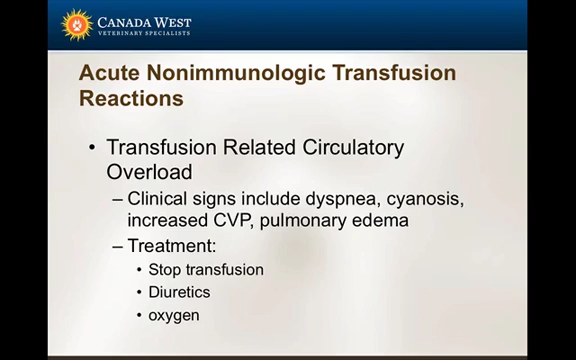 CANADA WEST
VETERINARY SPECIALISTS
Acute Nonimmunologic Transfusion
Reactions
• Transfusion Related Circulatory
Overload
– Clinical signs include dyspnea, cyanosis,
increased CVP, pulmonary edema
– Treatment:
• Stop transfusion
• Diuretics
• oxygen